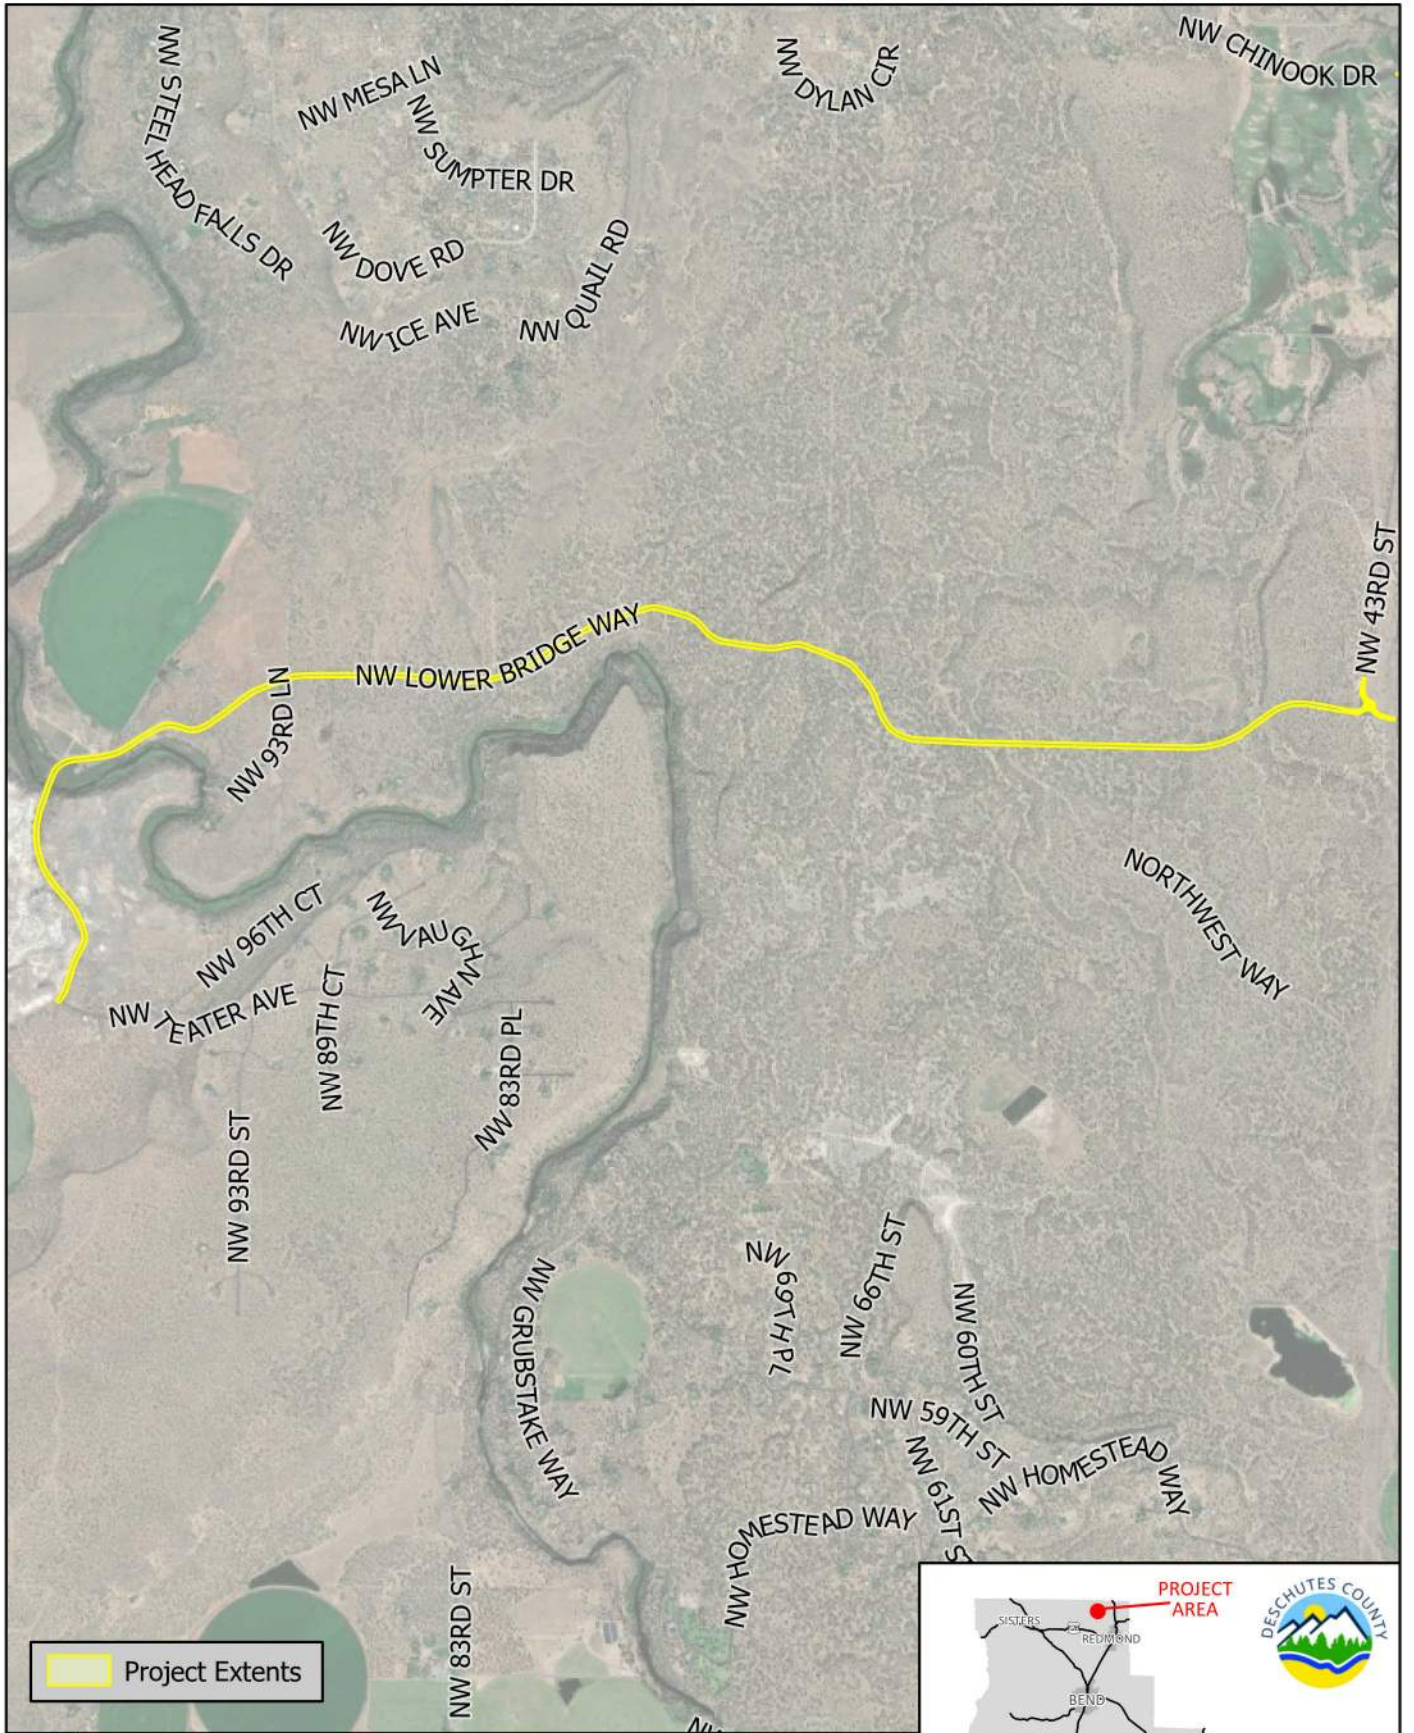 NW STEELHEAD FALLS DR
NW MESA LN
NW SUMPTER DR
NW DYLAN CIR
NW CHINOOK DR
NW DOVE RD
NW ICE AVE
NW QUAIL RD
NW 43RD ST
NW LOWER BRIDGE WAY
NW 93RD LN
NORTHWEST WAY
NW 96TH CT
NW VAUGHN AVE
NW TEATER AVE
NW 89TH CT
NW 83RD PL
NW 93RD ST
NW GRUBSTAKE WAY
NW 69TH PL
NW 66TH ST
NW 60TH ST
NW 59TH ST
NW 61ST ST
NW HOMESTEAD WAY
NW HOMESTEAD WAY
NW 83RD ST
NW
Project Extents
PROJECT
AREA
SISTERS
REDMOND
BEND
DESCHUTES COUNTY